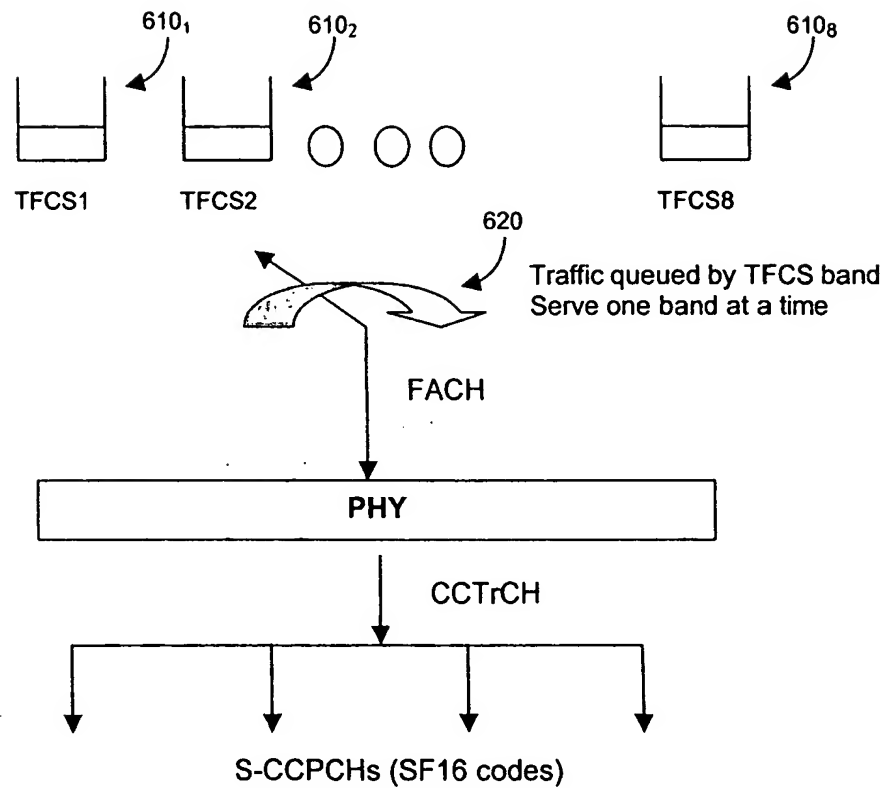 610₁ 610₂ 610₈
TFCS1 TFCS2 TFCS8
620
Traffic queued by TFCS band
Serve one band at a time
FACH
PHY
CCTrCH
S-CCPCHs (SF16 codes)